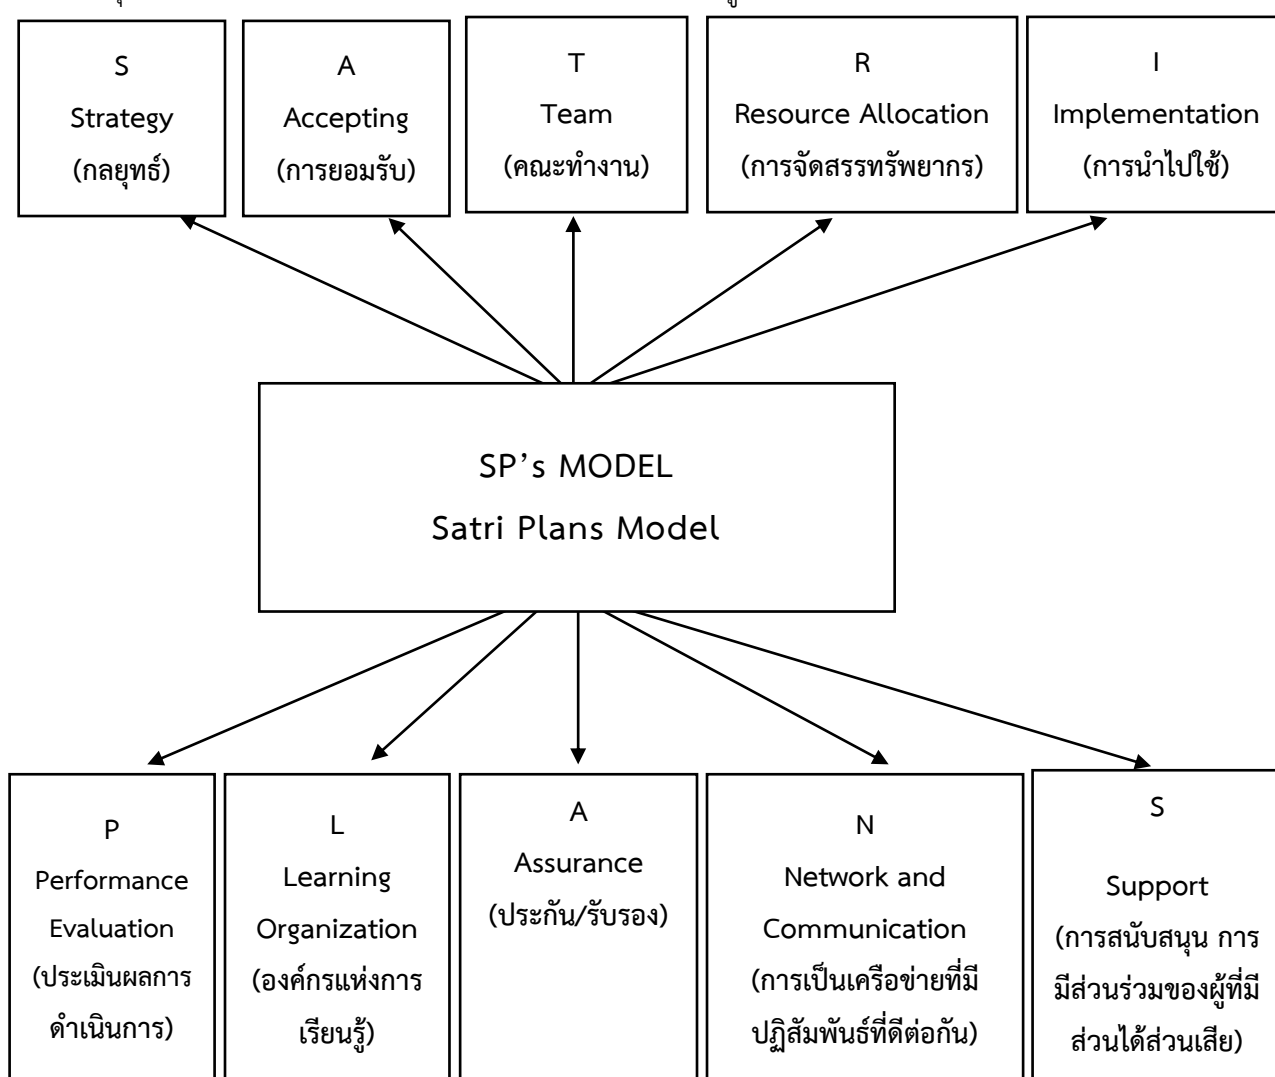 S
Strategy
(กลยุทธ์)
A
Accepting
(การยอมรับ)
T
Team
(คณะทำงาน)
R
Resource Allocation
(การจัดสรรทรัพยากร)
I
Implementation
(การนำไปใช้)
SP’s MODEL
Satri Plans Model
P
Performance
Evaluation
(ประเมินผลการ
ดำเนินการ)
L
Learning
Organization
(องค์กรแห่งการ
เรียนรู้)
A
Assurance
(ประกัน/รับรอง)
N
Network and
Communication
(การเป็นเครือข่ายที่มี
ปฏิสัมพันธ์ที่ดีต่อกัน)
S
Support
(การสนับสนุน การ
มีส่วนร่วมของผู้ที่มี
ส่วนได้ส่วนเสีย)